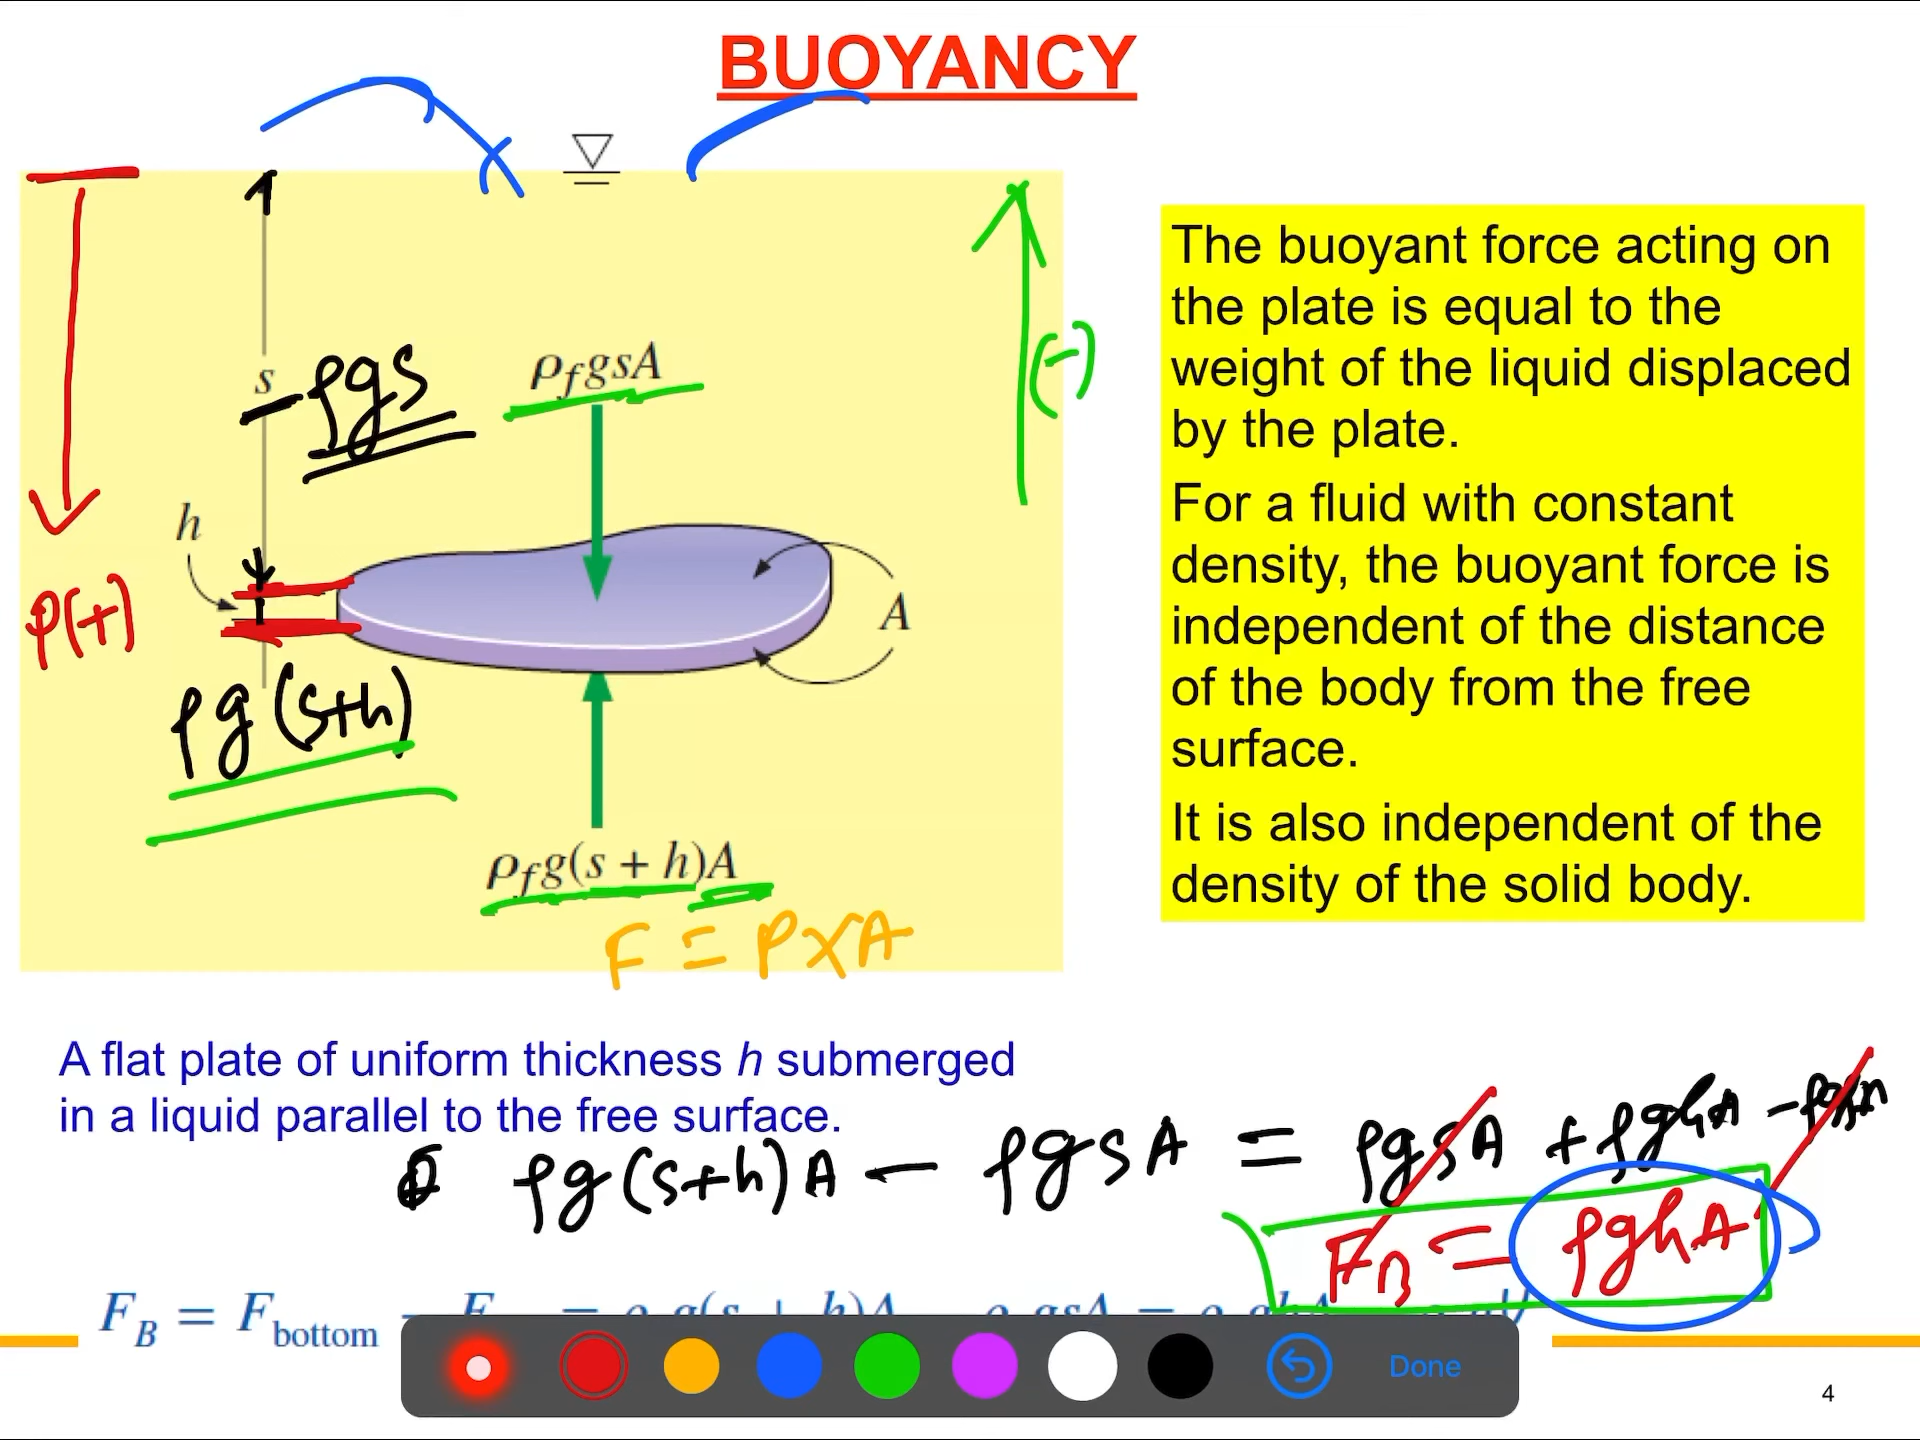 BUOYANCY
s
-ρgs
ρfgsA
(-)
h
P(+)
A
ρg(s+h)
ρfg(s + h)A
F = P×A
The buoyant force acting on
the plate is equal to the
weight of the liquid displaced
by the plate.
For a fluid with constant
density, the buoyant force is
independent of the distance
of the body from the free
surface.
It is also independent of the
density of the solid body.
A flat plate of uniform thickness h submerged
in a liquid parallel to the free surface.
ρg(s+h)A - ρgsA = ρgsA + ρghA -
FB = ρghA
FB = Fbottom
Done
4